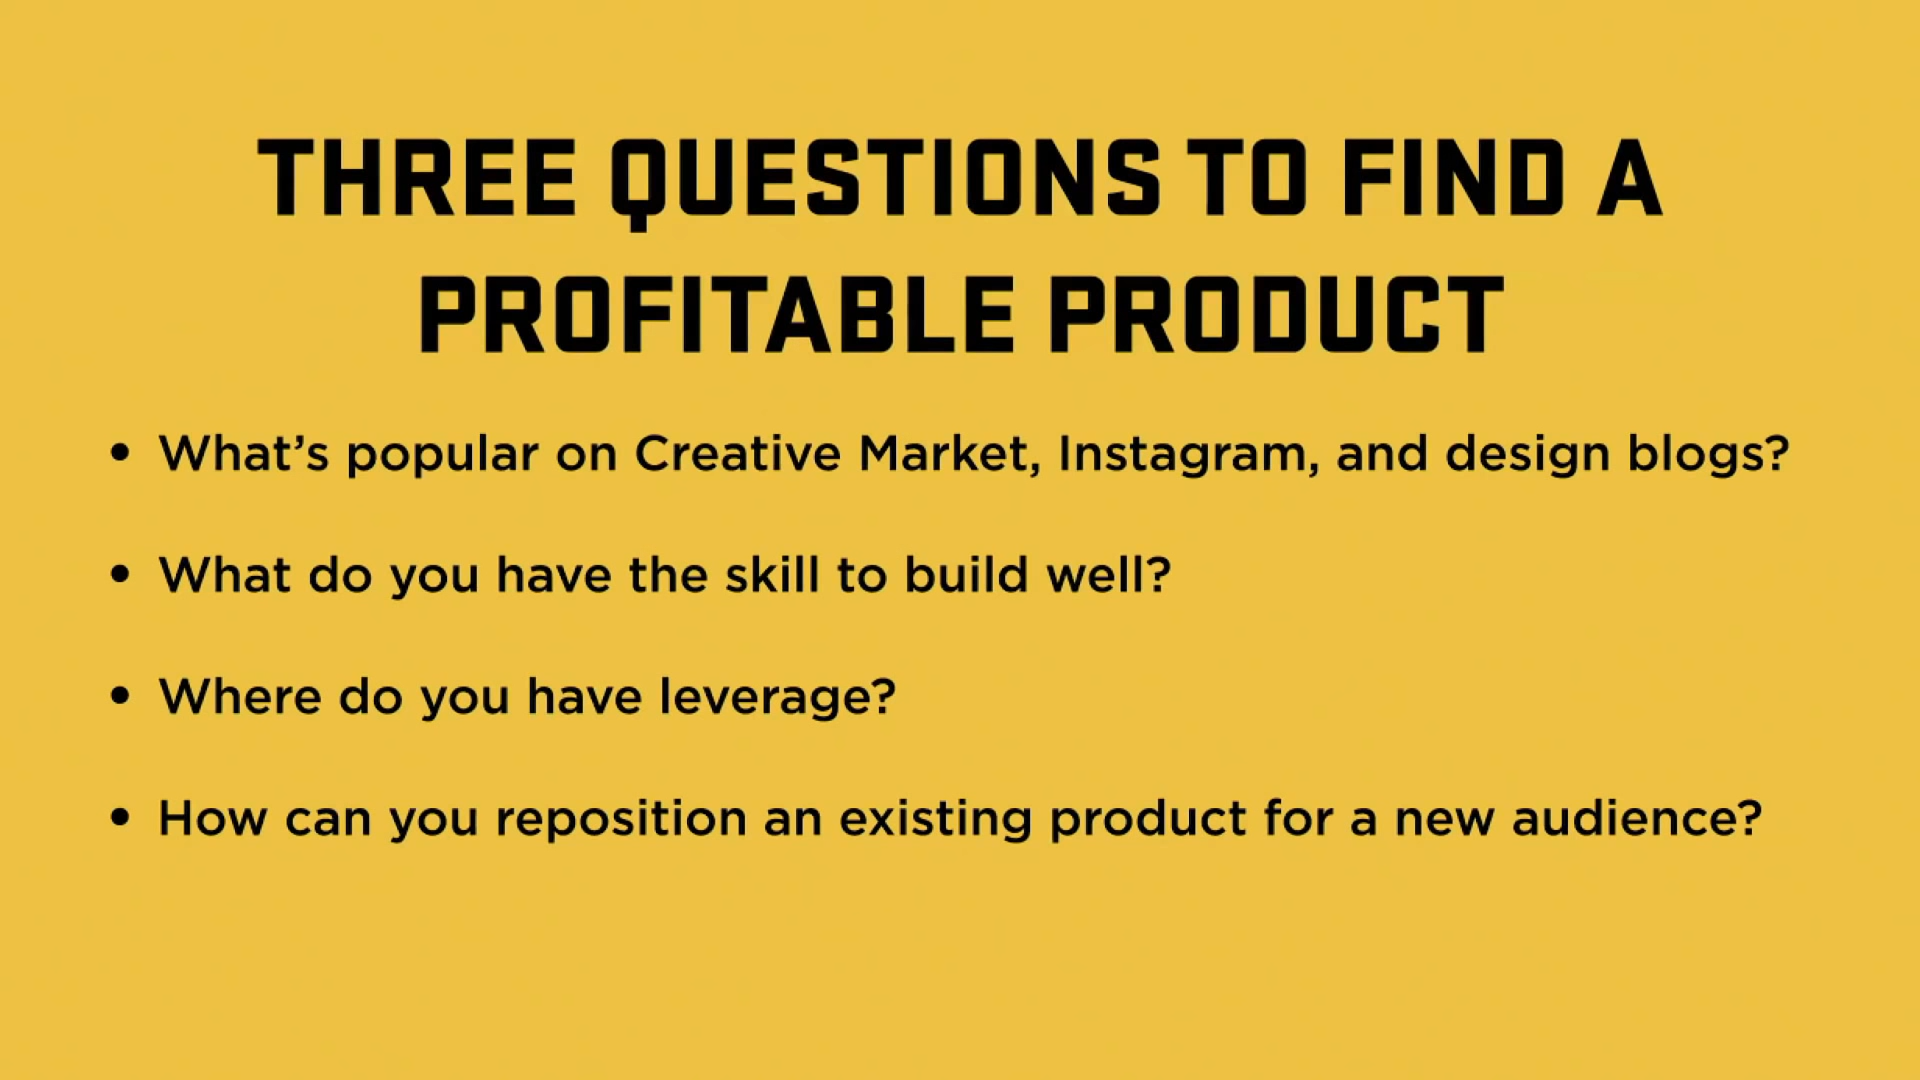 THREE QUESTIONS TO FIND A
PROFITABLE PRODUCT
• What’s popular on Creative Market, Instagram, and design blogs?
• What do you have the skill to build well?
• Where do you have leverage?
• How can you reposition an existing product for a new audience?